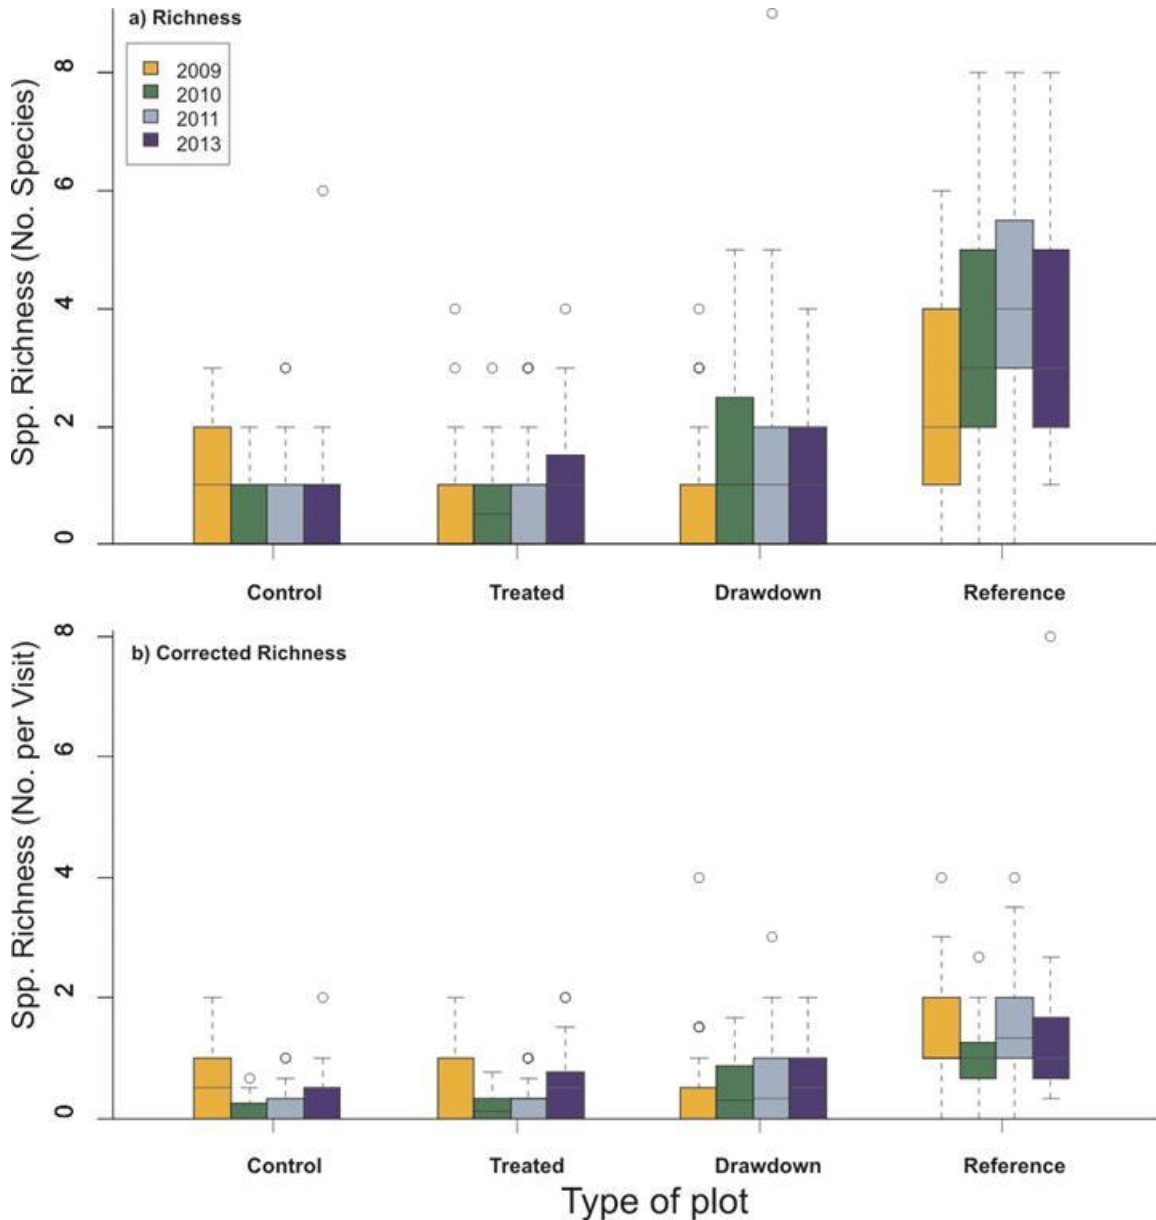 a) Richness
2009
2010
2011
2013
Spp. Richness (No. Species)
8
6
4
2
0
Control Treated Drawdown Reference
b) Corrected Richness
Spp. Richness (No. per Visit)
8
6
4
2
0
Control Treated Drawdown Reference
Type of plot